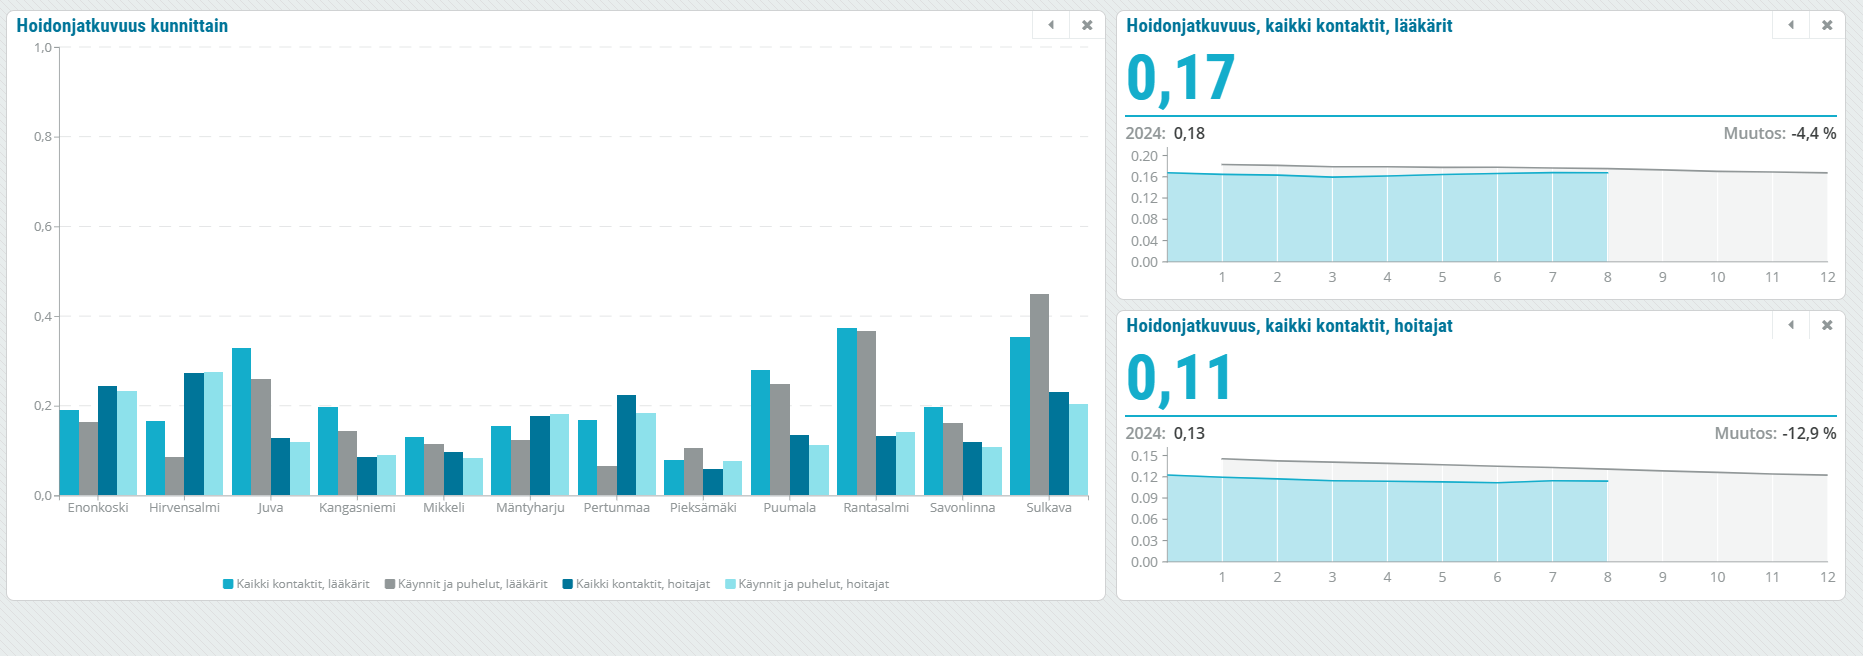 Hoidonjatkuvuus kunnittain
1,0
0,8
0,6
0,4
0,2
0,0
Enonkoski Hirvensalmi Juva Kangasniemi Mikkeli Mäntyharju Pertunmaa Pieksämäki Puumala Rantasalmi Savonlinna Sulkava
Kaikki kontaktit, lääkärit Käynnit ja puhelut, lääkärit Kaikki kontaktit, hoitajat Käynnit ja puhelut, hoitajat
Hoidonjatkuvuus, kaikki kontaktit, lääkärit
0,17
2024: 0,18 Muutos: -4,4 %
0.20
0.16
0.12
0.08
0.04
0.00
1 2 3 4 5 6 7 8 9 10 11 12
Hoidonjatkuvuus, kaikki kontaktit, hoitajat
0,11
2024: 0,13 Muutos: -12,9 %
0.15
0.12
0.09
0.06
0.03
0.00
1 2 3 4 5 6 7 8 9 10 11 12